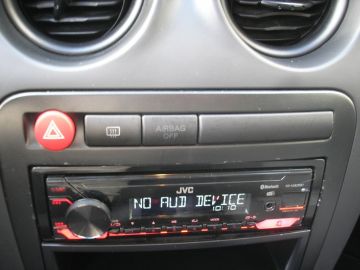 AIRBAG
OFF
JVC
Bluetooth
NO AUD DEVICE
10:10